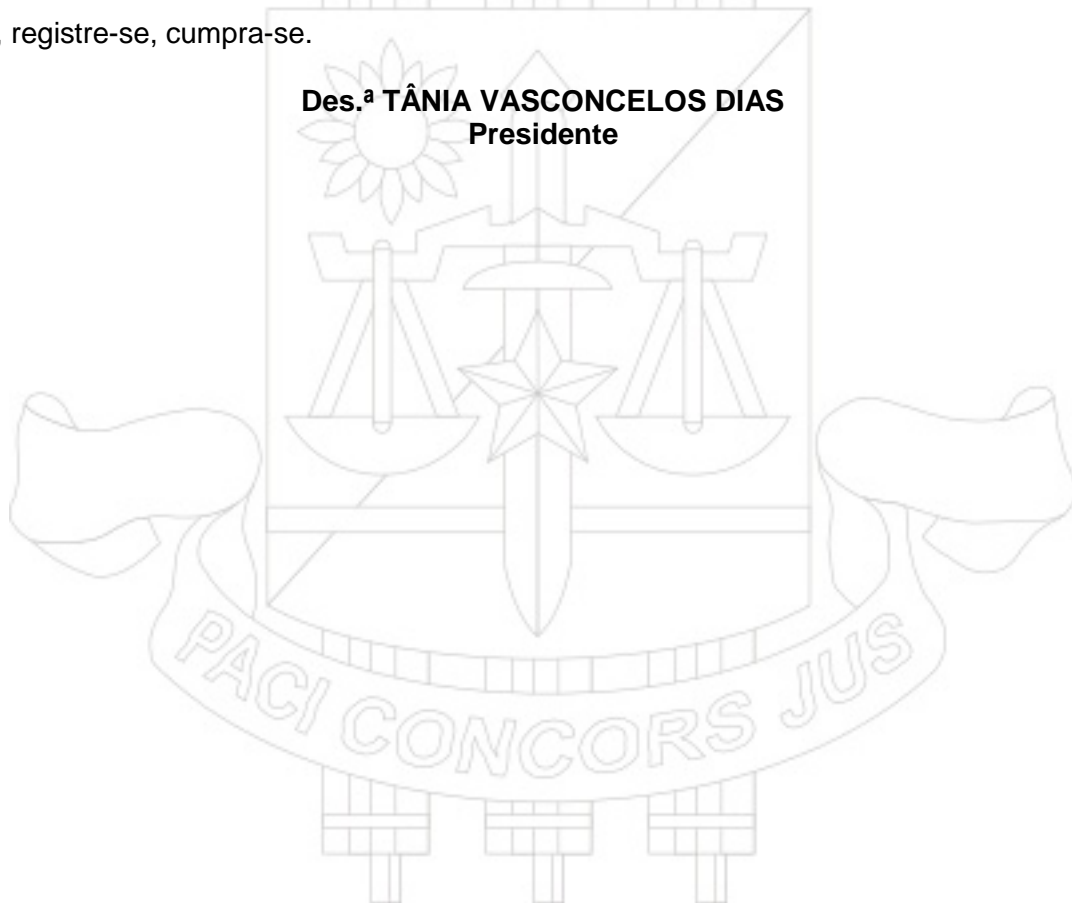 , registre-se, cumpra-se.
Des.ª TÂNIA VASCONCELOS DIAS
Presidente
PACI CONCORS JUS